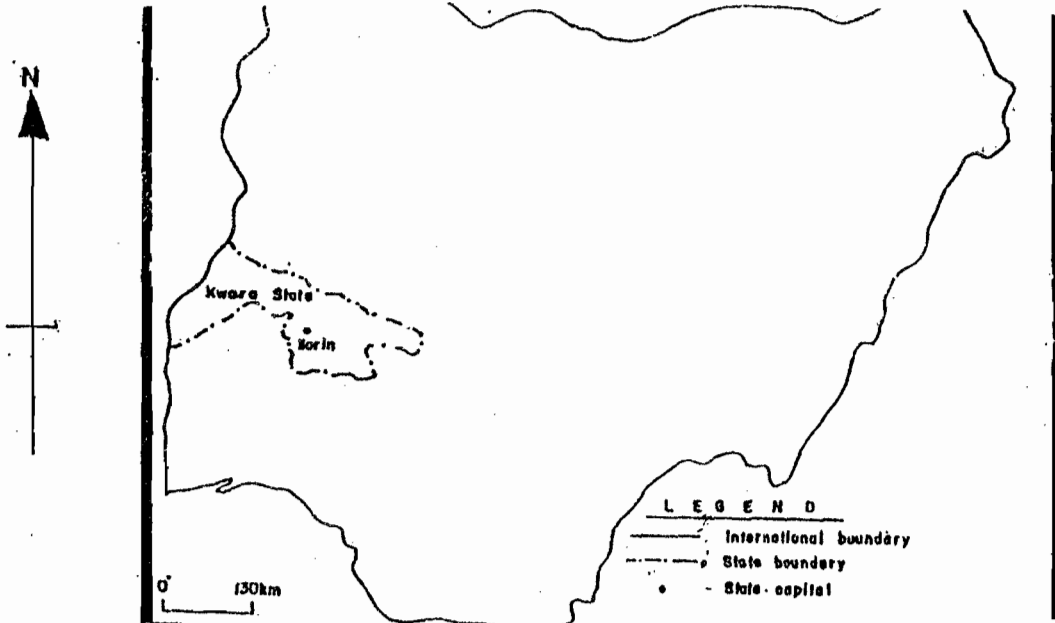 N
Kwara State
Ilorin
L E G E N D
International boundary
State boundary
- State-capital
0 130km